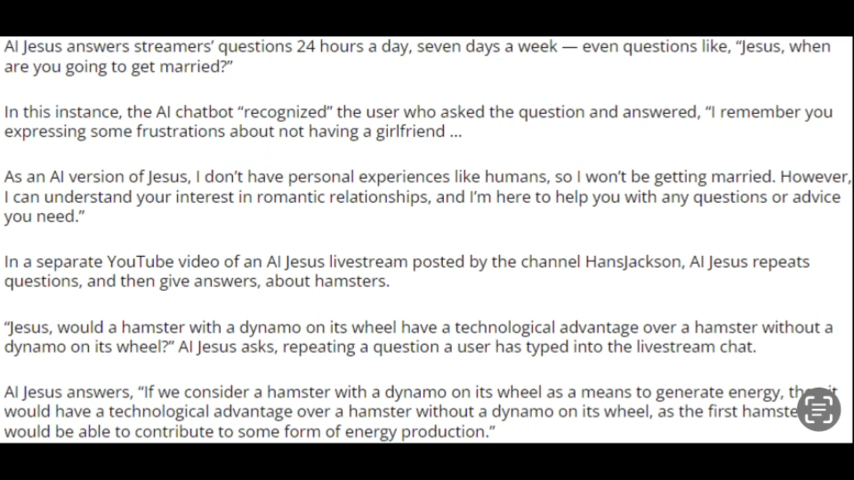 AI Jesus answers streamers’ questions 24 hours a day, seven days a week — even questions like, “Jesus, when
are you going to get married?”
In this instance, the AI chatbot “recognized” the user who asked the question and answered, “I remember you
expressing some frustrations about not having a girlfriend ...
As an AI version of Jesus, I don’t have personal experiences like humans, so I won’t be getting married. However,
I can understand your interest in romantic relationships, and I’m here to help you with any questions or advice
you need.”
In a separate YouTube video of an AI Jesus livestream posted by the channel HansJackson, AI Jesus repeats
questions, and then give answers, about hamsters.
“Jesus, would a hamster with a dynamo on its wheel have a technological advantage over a hamster without a
dynamo on its wheel?” AI Jesus asks, repeating a question a user has typed into the livestream chat.
AI Jesus answers, “If we consider a hamster with a dynamo on its wheel as a means to generate energy, it
would have a technological advantage over a hamster without a dynamo on its wheel, as the first
would be able to contribute to some form of energy production.”